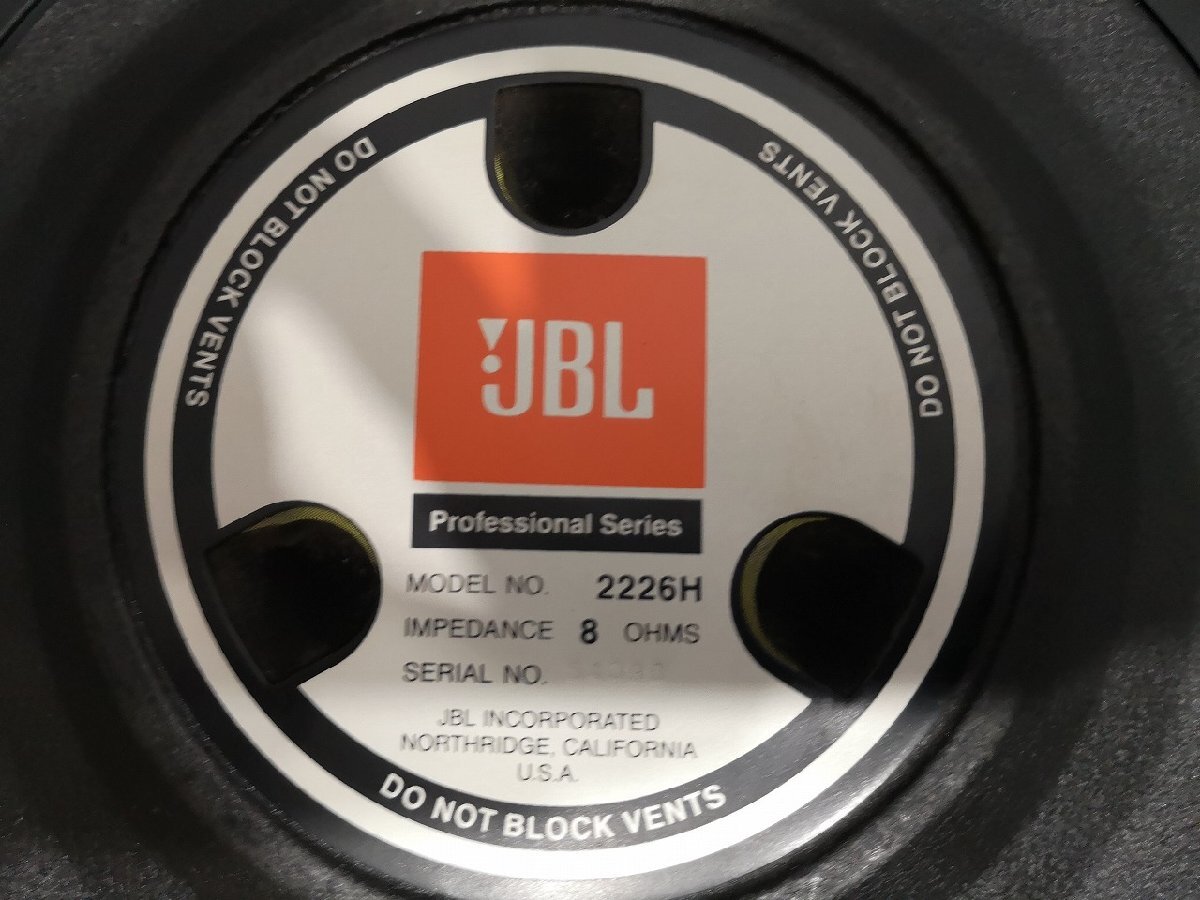 DO NOT BLOCK VENTS
DO NOT BLOCK VENTS
JBL
Professional Series
MODEL NO. 2226H
IMPEDANCE 8 OHMS
SERIAL NO.
JBL INCORPORATED
NORTHRIDGE, CALIFORNIA
U.S.A.
DO NOT BLOCK VENTS